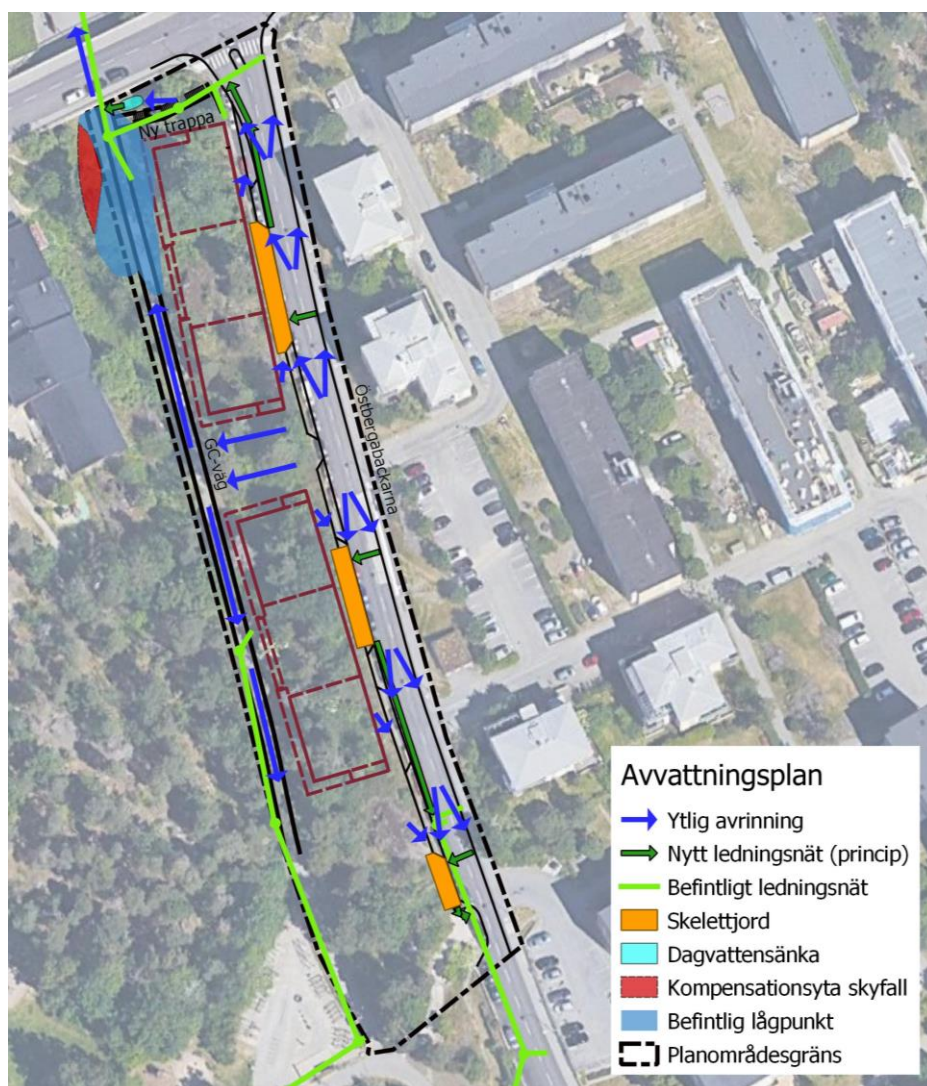 Ny trappa
Östbergabackarna
GC-väg
Avvattningsplan
Ytlig avrinning
Nytt ledningsnät (princip)
Befintligt ledningsnät
Skelettjord
Dagvattensänka
Kompensationsyta skyfall
Befintlig lågpunkt
Planområdesgräns